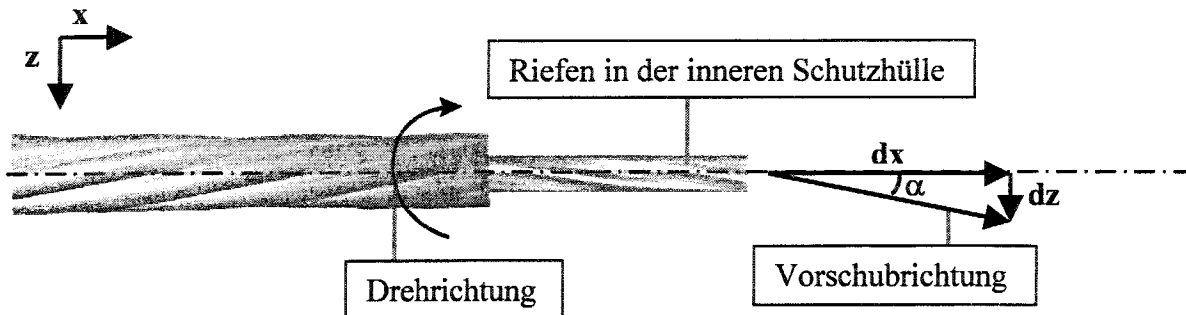 x
z
Riefen in der inneren Schutzhülle
dx
α
dz
Drehrichtung
Vorschubrichtung